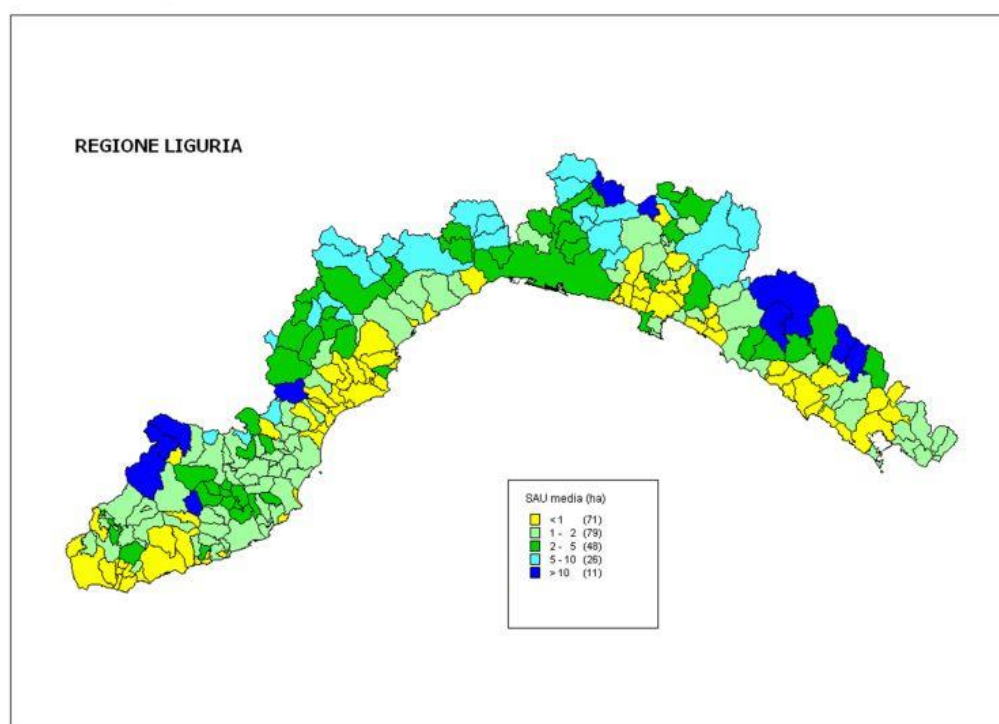 REGIONE LIGURIA
SAU media (ha)
<1 (71)
1 - 2 (79)
2 - 5 (48)
5 - 10 (26)
>10 (11)